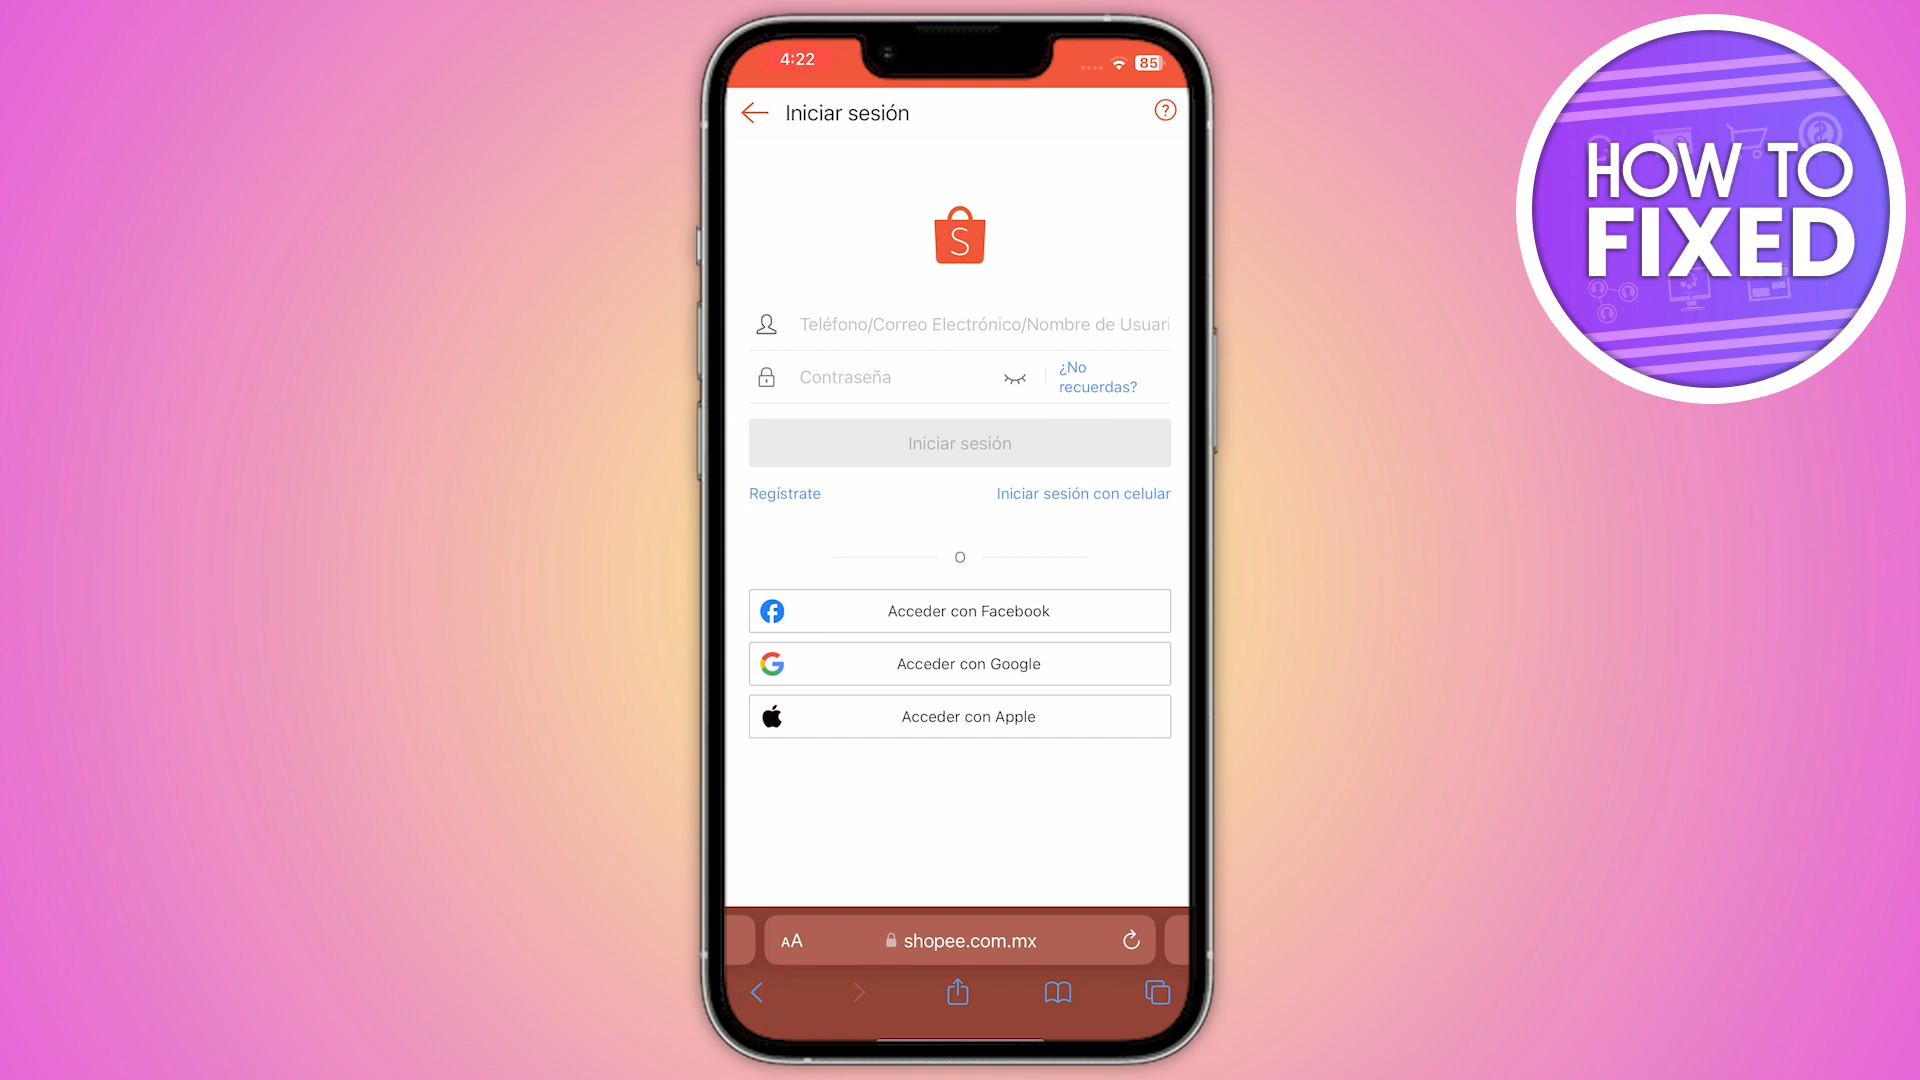 4:22
85
Iniciar sesión
?
S
Teléfono/Correo Electrónico/Nombre de Usuari
Contraseña
¿No
recuerdas?
Iniciar sesión
Regístrate
Iniciar sesión con celular
O
Acceder con Facebook
Acceder con Google
Acceder con Apple
AA
shopee.com.mx
HOW TO
FIXED